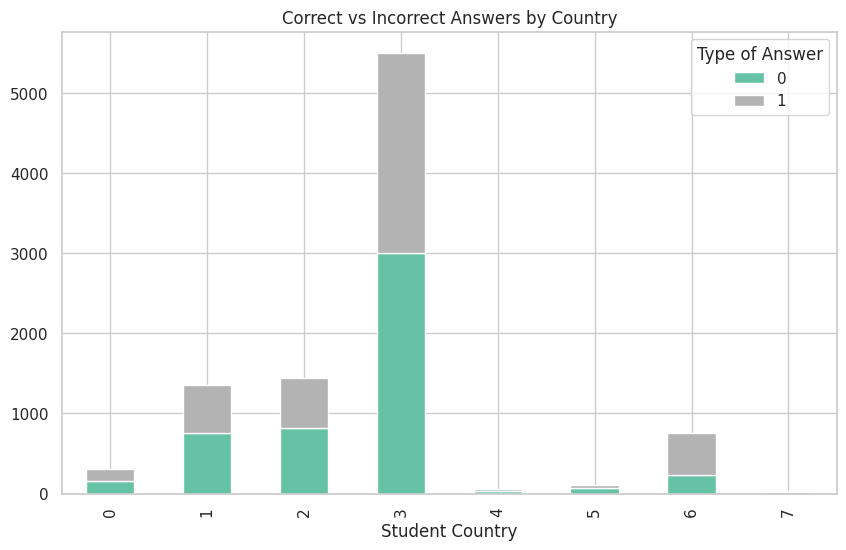 Correct vs Incorrect Answers by Country
Type of Answer
0
1
5000
4000
3000
2000
1000
0
0 1 2 3 4 5 6 7
Student Country